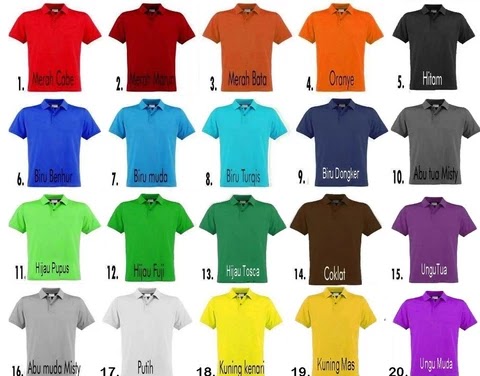 1. Merah Cabe
2. Merah Marun
3. Merah Bata
4. Oranye
5. Hitam
6. Biru Benhur
7. Biru muda
8. Biru Turqis
9. Biru Dongker
10. Abu tua Misty
11. Hijau Pupus
12. Hijau Fuji
13. Hijau Tosca
14. Coklat
15. UnguTua
16. Abu muda Misty
17. Putih
18. Kuning kenari
19. Kuning Mas
20. Ungu Muda